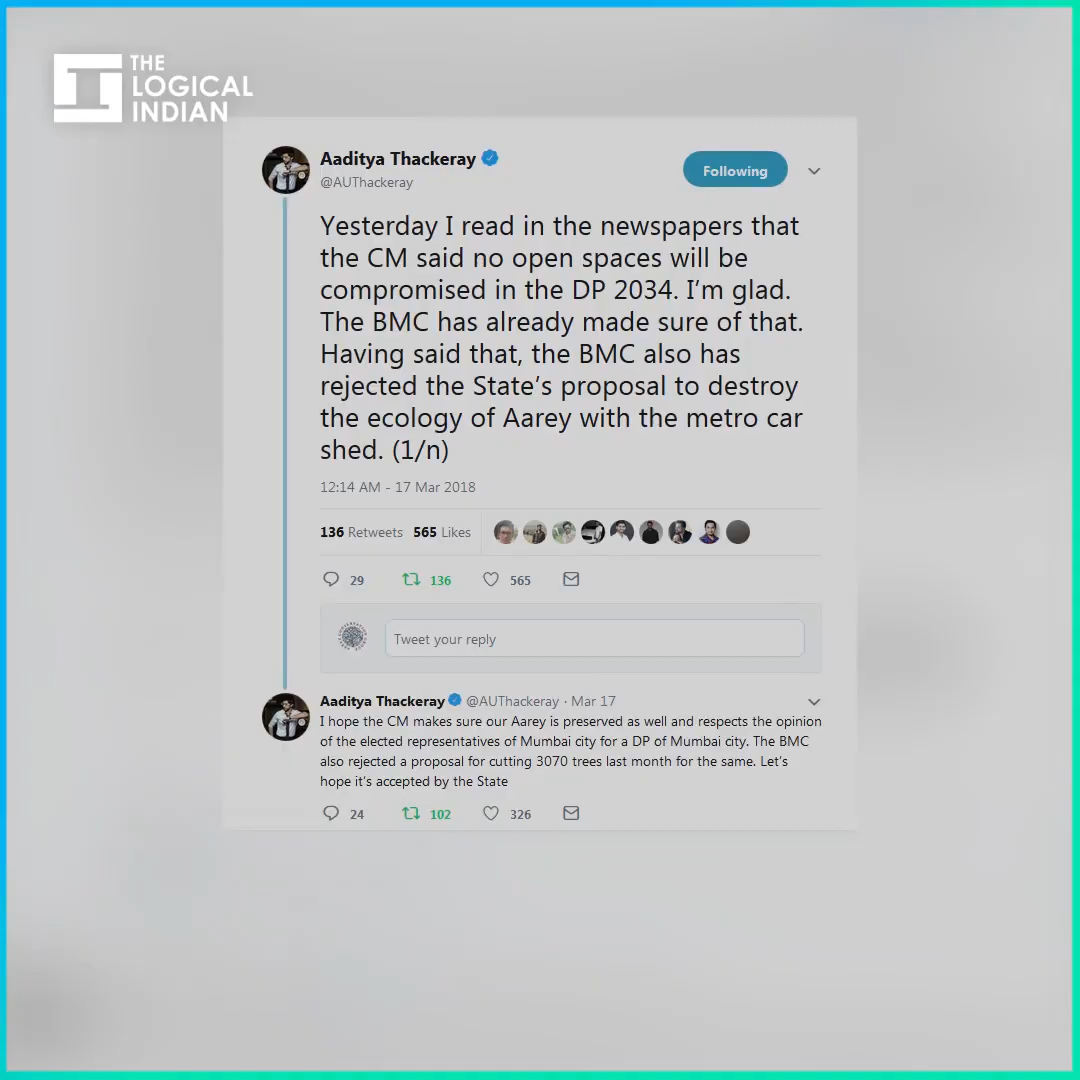 THE
LOGICAL
INDIAN
Aaditya Thackeray
@AUThackeray
Following
Yesterday I read in the newspapers that
the CM said no open spaces will be
compromised in the DP 2034. I’m glad.
The BMC has already made sure of that.
Having said that, the BMC also has
rejected the State’s proposal to destroy
the ecology of Aarey with the metro car
shed. (1/n)
12:14 AM - 17 Mar 2018
136 Retweets 565 Likes
29 136 565
Tweet your reply
Aaditya Thackeray @AUThackeray · Mar 17
I hope the CM makes sure our Aarey is preserved as well and respects the opinion
of the elected representatives of Mumbai city for a DP of Mumbai city. The BMC
also rejected a proposal for cutting 3070 trees last month for the same. Let’s
hope it’s accepted by the State
24 102 326